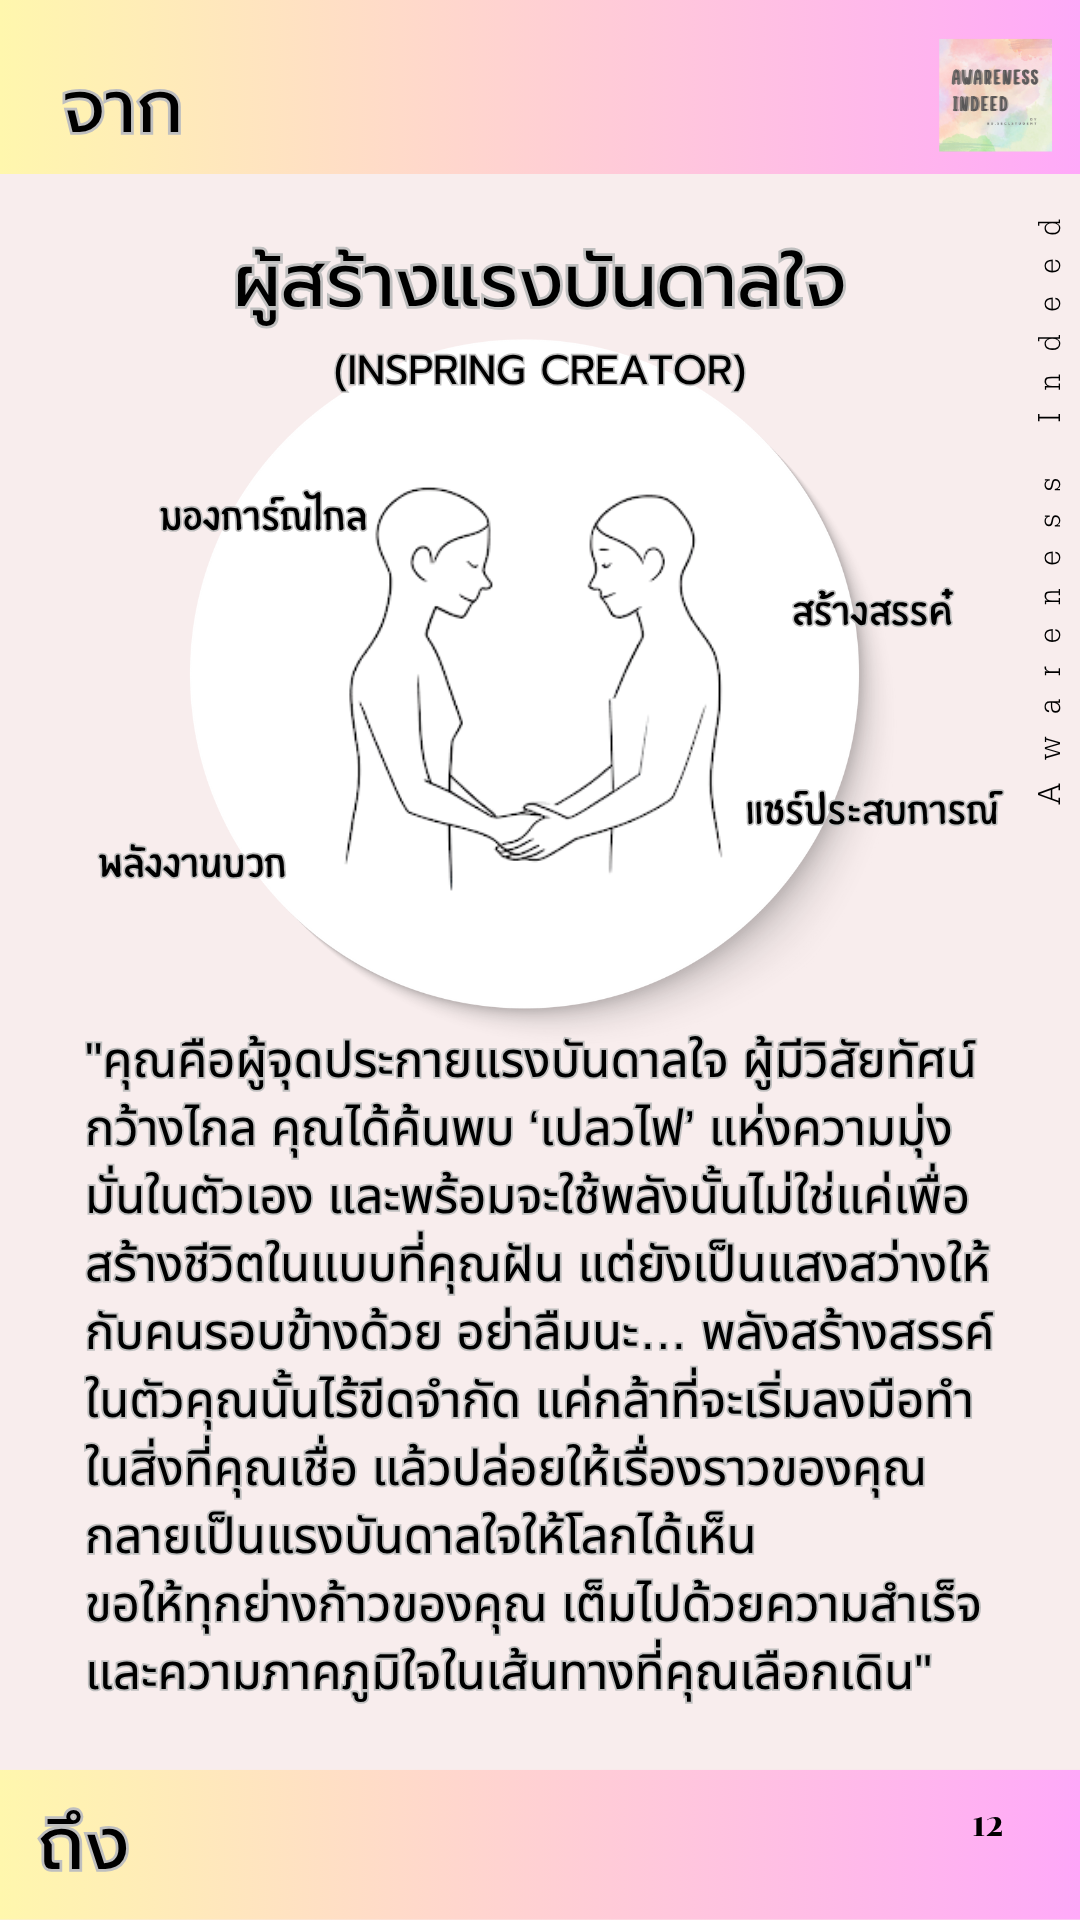 จาก
AWARENESS
INDEED
Awareness Indeed
ผู้สร้างแรงบันดาลใจ
(INSPRING CREATOR)
มองการ์ณไกล
สร้างสรรค๋
แชร์ประสบการณ์
พลังงานบวก
"คุณคือผู้จุดประกายแรงบันดาลใจ ผู้มีวิสัยทัศน์
กว้างไกล คุณได้ค้นพบ ‘เปลวไฟ’ แห่งความมุ่ง
มั่นในตัวเอง และพร้อมจะใช้พลังนั้นไม่ใช่แค่เพื่อ
สร้างชีวิตในแบบที่คุณฝัน แต่ยังเป็นแสงสว่างให้
กับคนรอบข้างด้วย อย่าลืมนะ... พลังสร้างสรรค์
ในตัวคุณนั้นไร้ขีดจำกัด แค่กล้าที่จะเริ่มลงมือทำ
ในสิ่งที่คุณเชื่อ แล้วปล่อยให้เรื่องราวของคุณ
กลายเป็นแรงบันดาลใจให้โลกได้เห็น
ขอให้ทุกย่างก้าวของคุณ เต็มไปด้วยความสำเร็จ
และความภาคภูมิใจในเส้นทางที่คุณเลือกเดิน"
12
ถึง